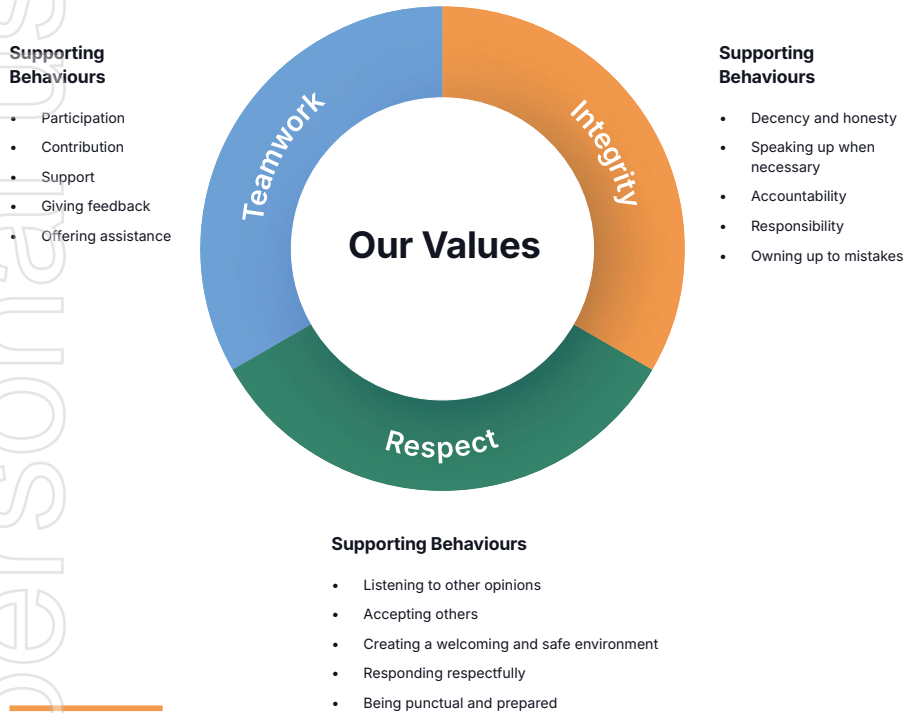 Supporting
Behaviours
• Participation
• Contribution
• Support
• Giving feedback
• Offering assistance
Teamwork
Integrity
Our Values
Respect
Supporting
Behaviours
• Decency and honesty
• Speaking up when
necessary
• Accountability
• Responsibility
• Owning up to mistakes
Supporting Behaviours
• Listening to other opinions
• Accepting others
• Creating a welcoming and safe environment
• Responding respectfully
• Being punctual and prepared